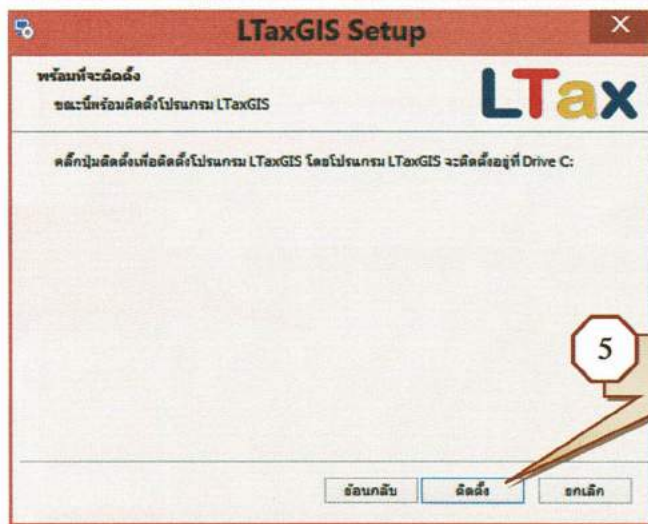 LTaxGIS Setup
พร้อมที่จะติดตั้ง
ขณะนี้พร้อมติดตั้งโปรแกรม LTaxGIS
LTax
คลิ๊กปุ่มติดตั้งเพื่อติดตั้งโปรแกรม LTaxGIS โดยโปรแกรม LTaxGIS จะติดตั้งอยู่ที่ Drive C:
5
ย้อนกลับ ติดตั้ง ยกเลิก